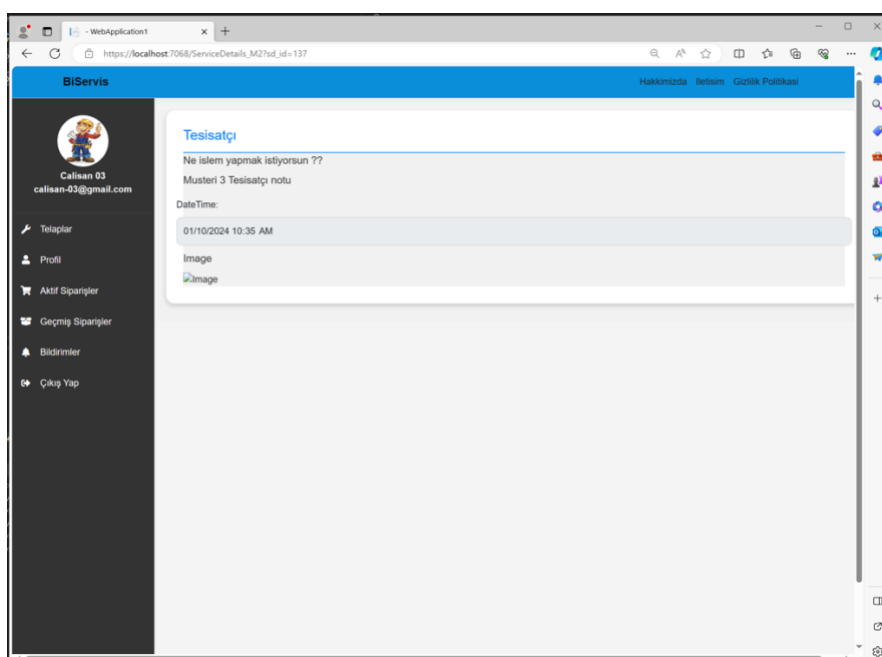 - WebApplication1
https://localhost:7068/ServiceDetails_M2?sd_id=137
BiServis
Hakkimizda Iletisim Gizlilik Politikasi
Calisan 03
calisan-03@gmail.com
Telaplar
Profil
Aktif Siparişler
Geçmiş Siparişler
Bildirimler
Çıkış Yap
Tesisatçı
Ne islem yapmak istiyorsun ??
Musteri 3 Tesisatçı notu
DateTime:
01/10/2024 10:35 AM
Image
Image